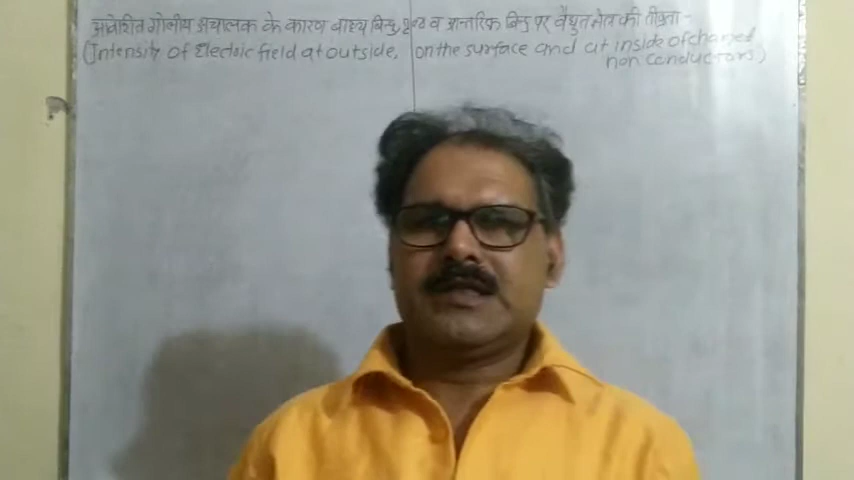 आवेशित गोलीय अचालक के कारण बाह्य बिन्दु, पृष्ठ व आन्तरिक बिन्दु पर वैद्युत क्षेत्र की तीव्रता -
(Intensity of Electric field at outside, on the surface and at inside of charged
non conductors)